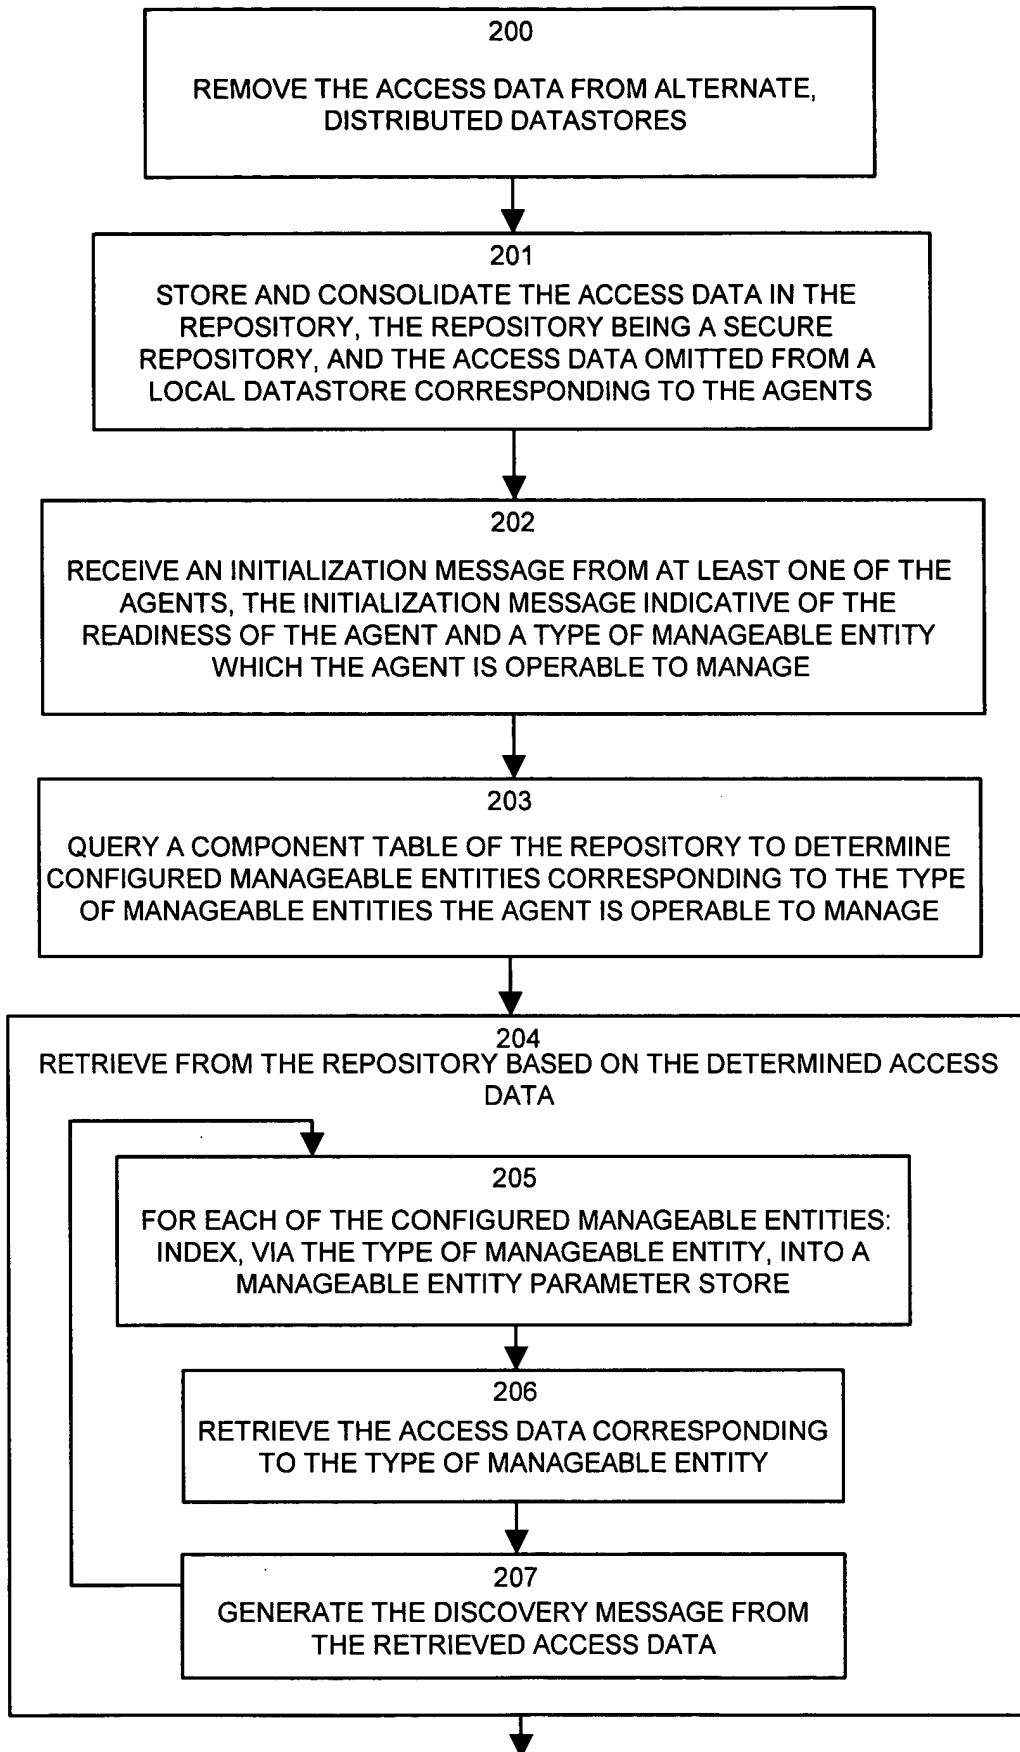 200
REMOVE THE ACCESS DATA FROM ALTERNATE,
DISTRIBUTED DATASTORES
201
STORE AND CONSOLIDATE THE ACCESS DATA IN THE
REPOSITORY, THE REPOSITORY BEING A SECURE
REPOSITORY, AND THE ACCESS DATA OMITTED FROM A
LOCAL DATASTORE CORRESPONDING TO THE AGENTS
202
RECEIVE AN INITIALIZATION MESSAGE FROM AT LEAST ONE OF THE
AGENTS, THE INITIALIZATION MESSAGE INDICATIVE OF THE
READINESS OF THE AGENT AND A TYPE OF MANAGEABLE ENTITY
WHICH THE AGENT IS OPERABLE TO MANAGE
203
QUERY A COMPONENT TABLE OF THE REPOSITORY TO DETERMINE
CONFIGURED MANAGEABLE ENTITIES CORRESPONDING TO THE TYPE
OF MANAGEABLE ENTITIES THE AGENT IS OPERABLE TO MANAGE
204
RETRIEVE FROM THE REPOSITORY BASED ON THE DETERMINED ACCESS
DATA
205
FOR EACH OF THE CONFIGURED MANAGEABLE ENTITIES:
INDEX, VIA THE TYPE OF MANAGEABLE ENTITY, INTO A
MANAGEABLE ENTITY PARAMETER STORE
206
RETRIEVE THE ACCESS DATA CORRESPONDING
TO THE TYPE OF MANAGEABLE ENTITY
207
GENERATE THE DISCOVERY MESSAGE FROM
THE RETRIEVED ACCESS DATA